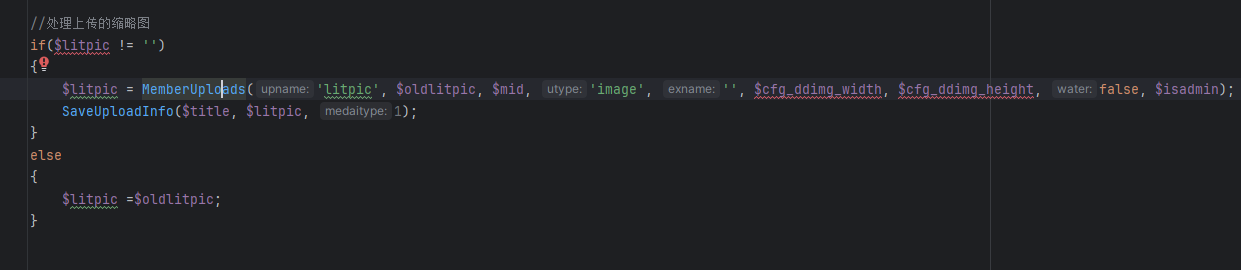 //处理上传的缩略图
if($litpic != '')
{
$litpic = MemberUploads( upname: 'litpic', $oldlitpic, $mid, utype: 'image', exname: '', $cfg_ddimg_width, $cfg_ddimg_height, water: false, $isadmin);
SaveUploadInfo($title, $litpic, medaitype: 1);
}
else
{
$litpic =$oldlitpic;
}